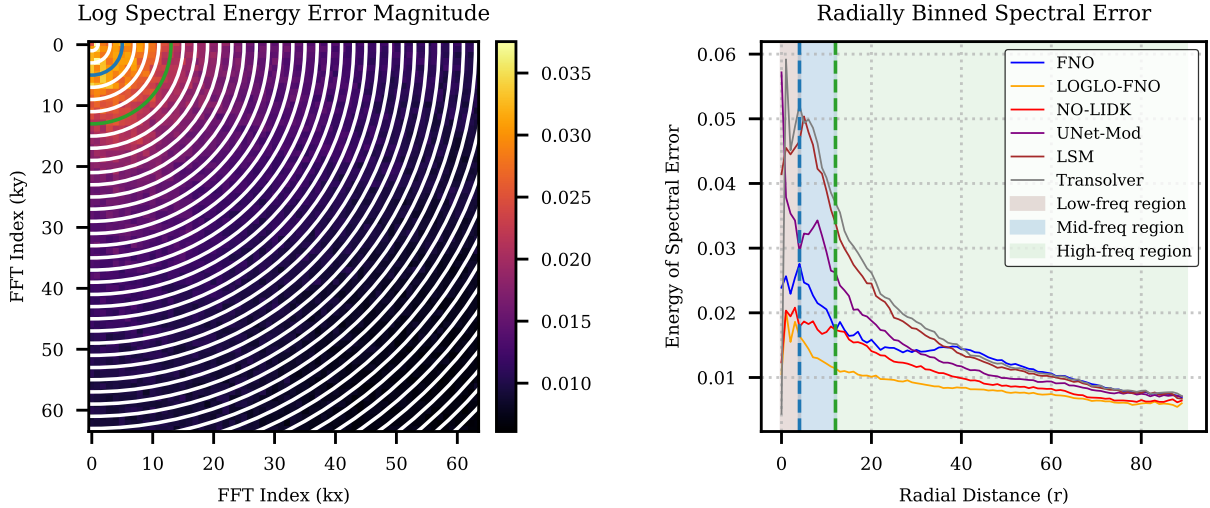 Log Spectral Energy Error Magnitude
0
10
20
30
40
50
60
FFT Index (ky)
0 10 20 30 40 50 60
FFT Index (kx)
0.035
0.030
0.025
0.020
0.015
0.010
Radially Binned Spectral Error
0.06
0.05
0.04
0.03
0.02
0.01
Energy of Spectral Error
0 20 40 60 80
Radial Distance (r)
FNO
LOGLO-FNO
NO-LIDK
UNet-Mod
LSM
Transolver
Low-freq region
Mid-freq region
High-freq region